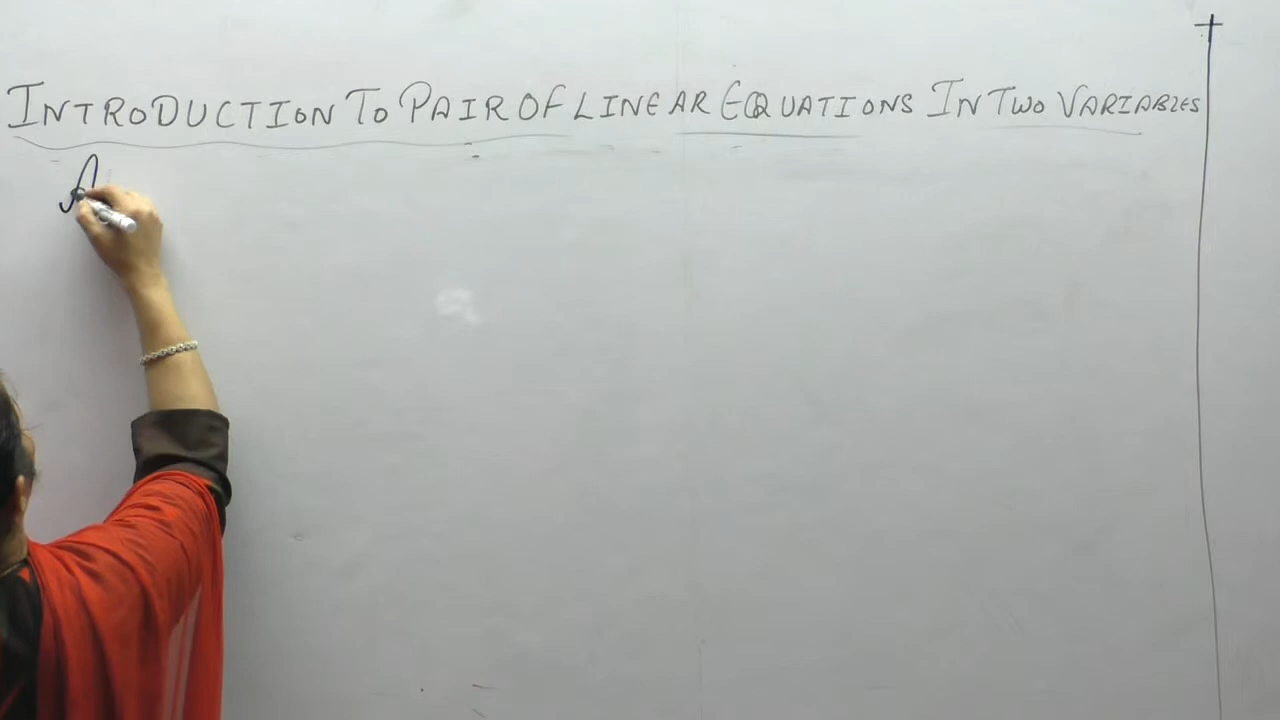 INTRODUCTION TO PAIR OF LINEAR EQUATIONS IN TWO VARIABLES
A